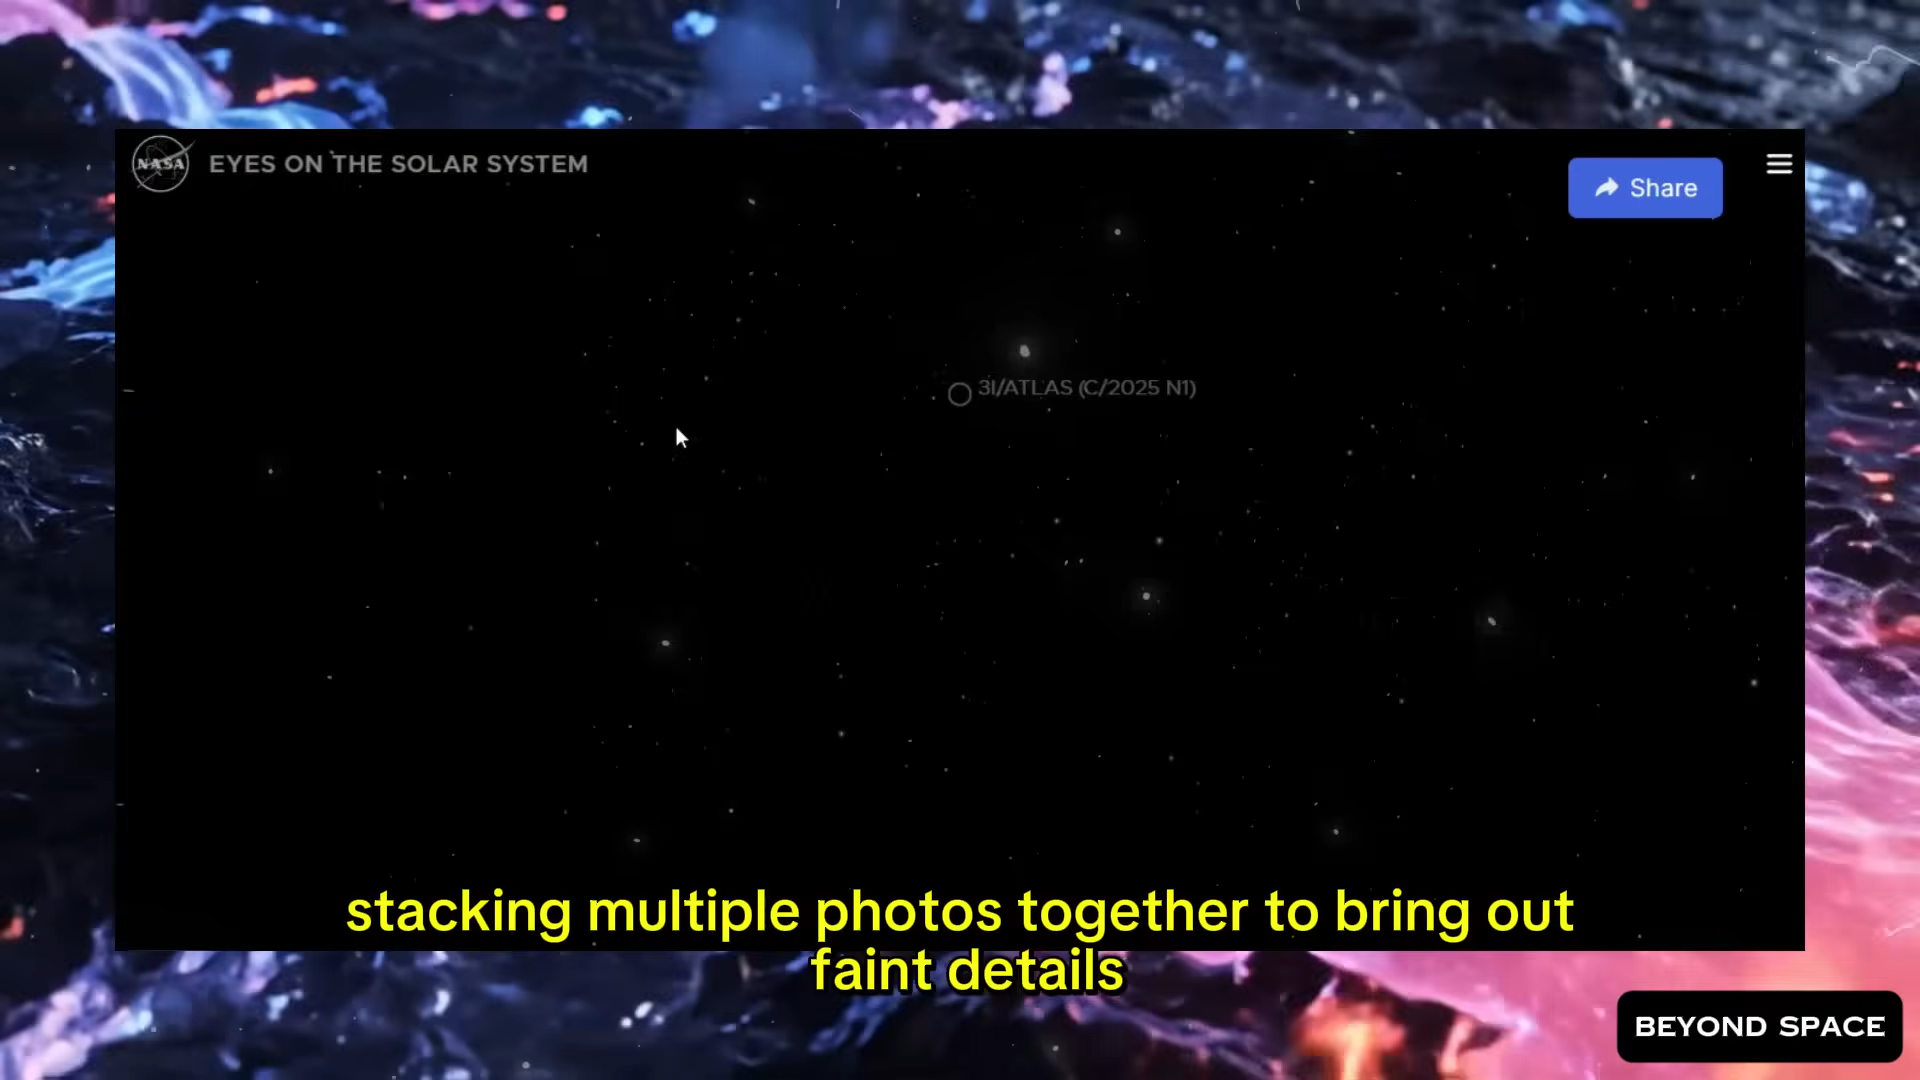 NASA
EYES ON THE SOLAR SYSTEM
Share
3I/ATLAS (C/2025 N1)
stacking multiple photos together to bring out
faint details
BEYOND SPACE